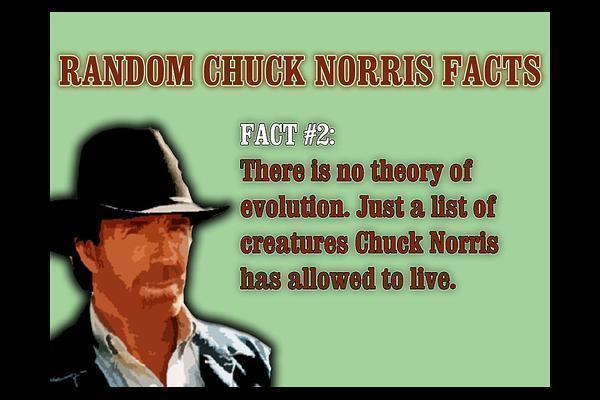 RANDOM CHUCK NORRIS FACTS
FACT #2:
There is no theory of
evolution. Just a list of
creatures Chuck Norris
has allowed to live.